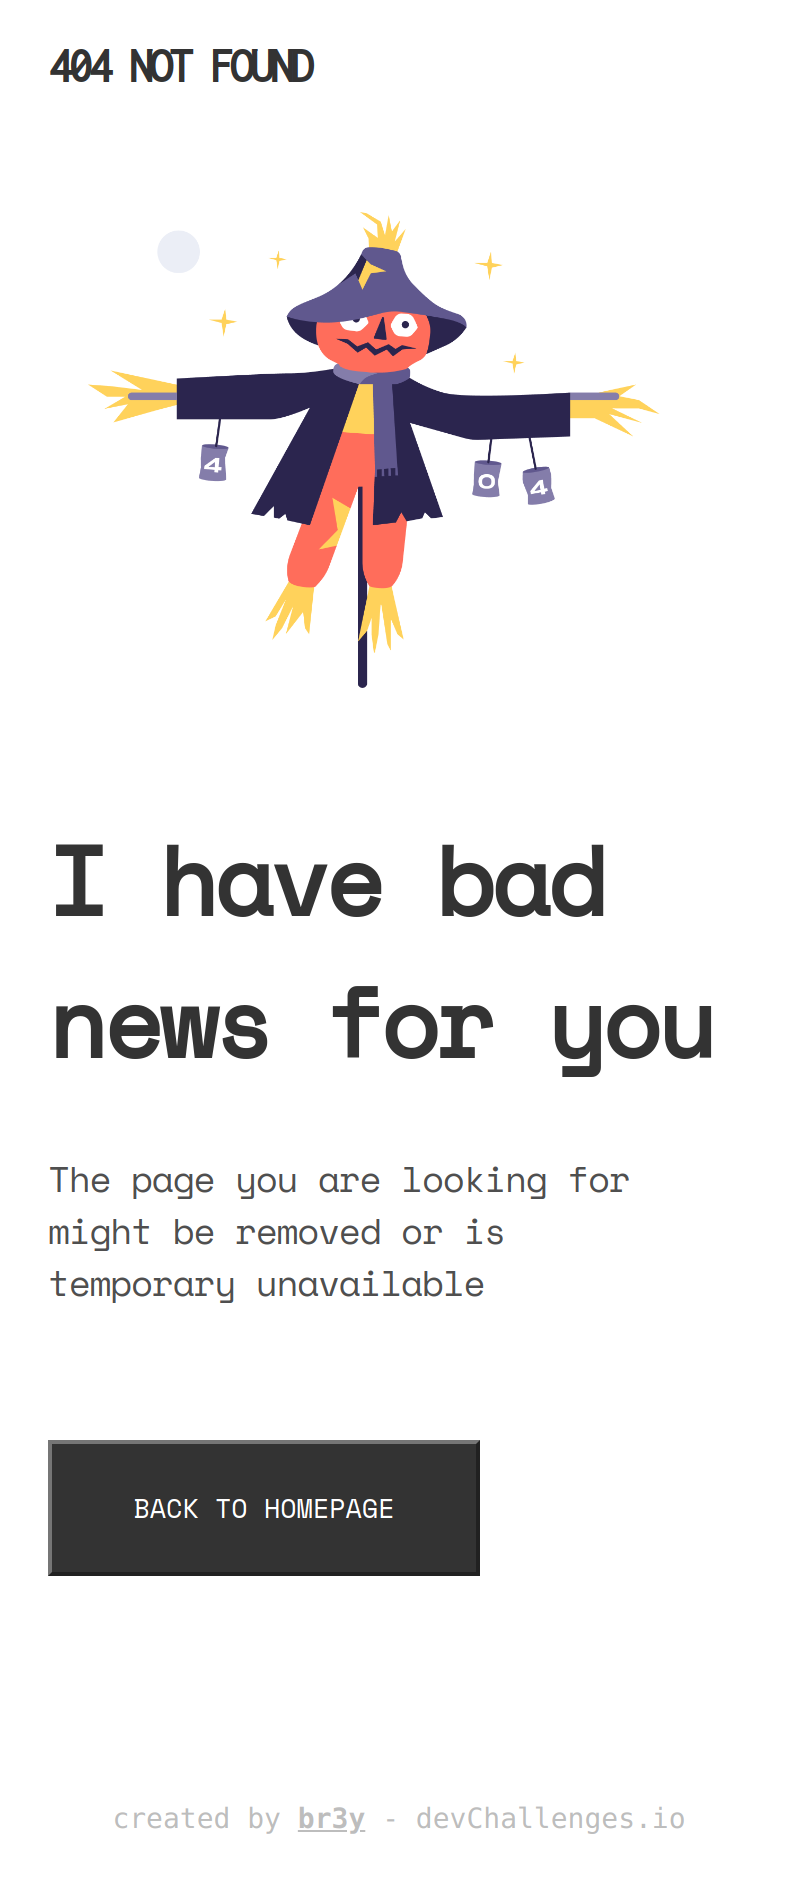 404 NOT FOUND
4
0
4
I have bad
news for you
The page you are looking for
might be removed or is
temporary unavailable
BACK TO HOMEPAGE
created by br3y - devChallenges.io